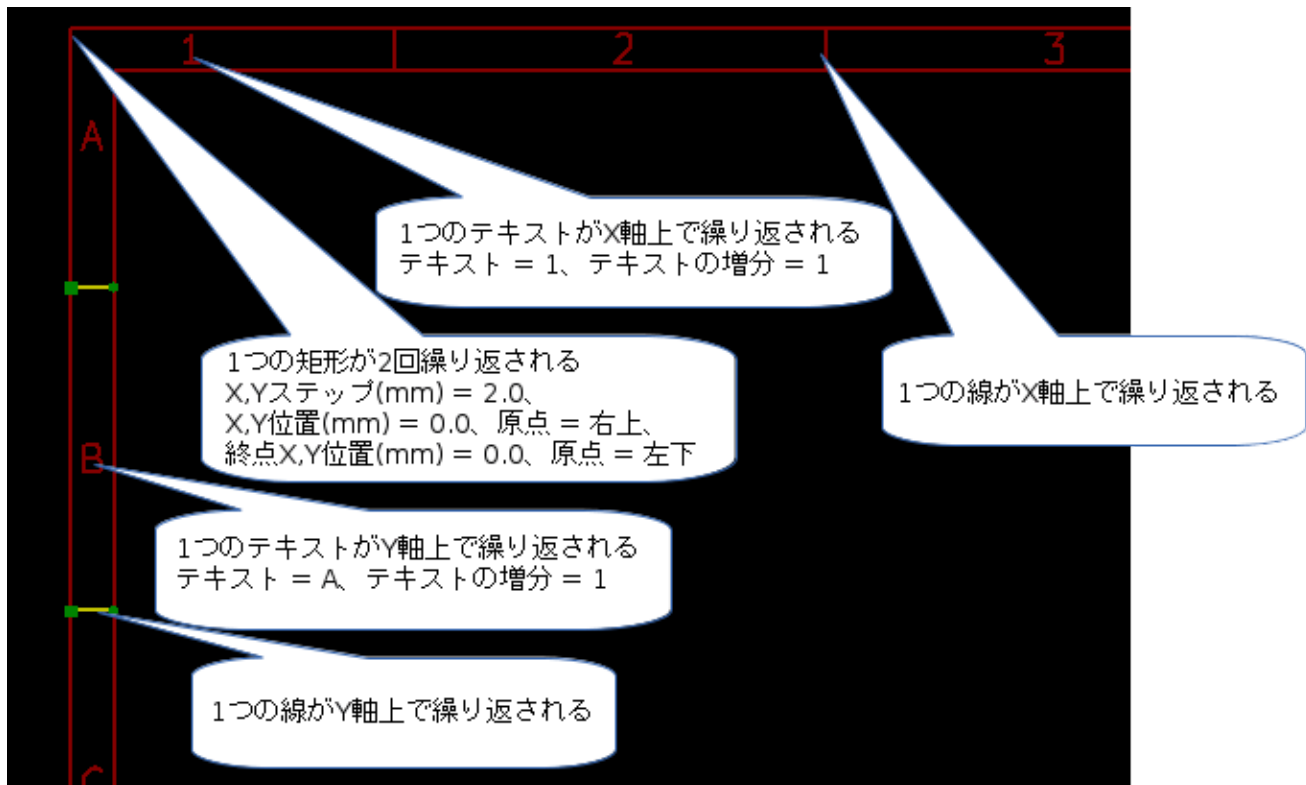 1
2
3
A
1つのテキストがX軸上で繰り返される
テキスト = 1、テキストの増分 = 1
1つの矩形が2回繰り返される
X,Yステップ(mm) = 2.0、
X,Y位置(mm) = 0.0、原点 = 右上、
終点X,Y位置(mm) = 0.0、原点 = 左下
1つの線がX軸上で繰り返される
B
1つのテキストがY軸上で繰り返される
テキスト = A、テキストの増分 = 1
1つの線がY軸上で繰り返される
C